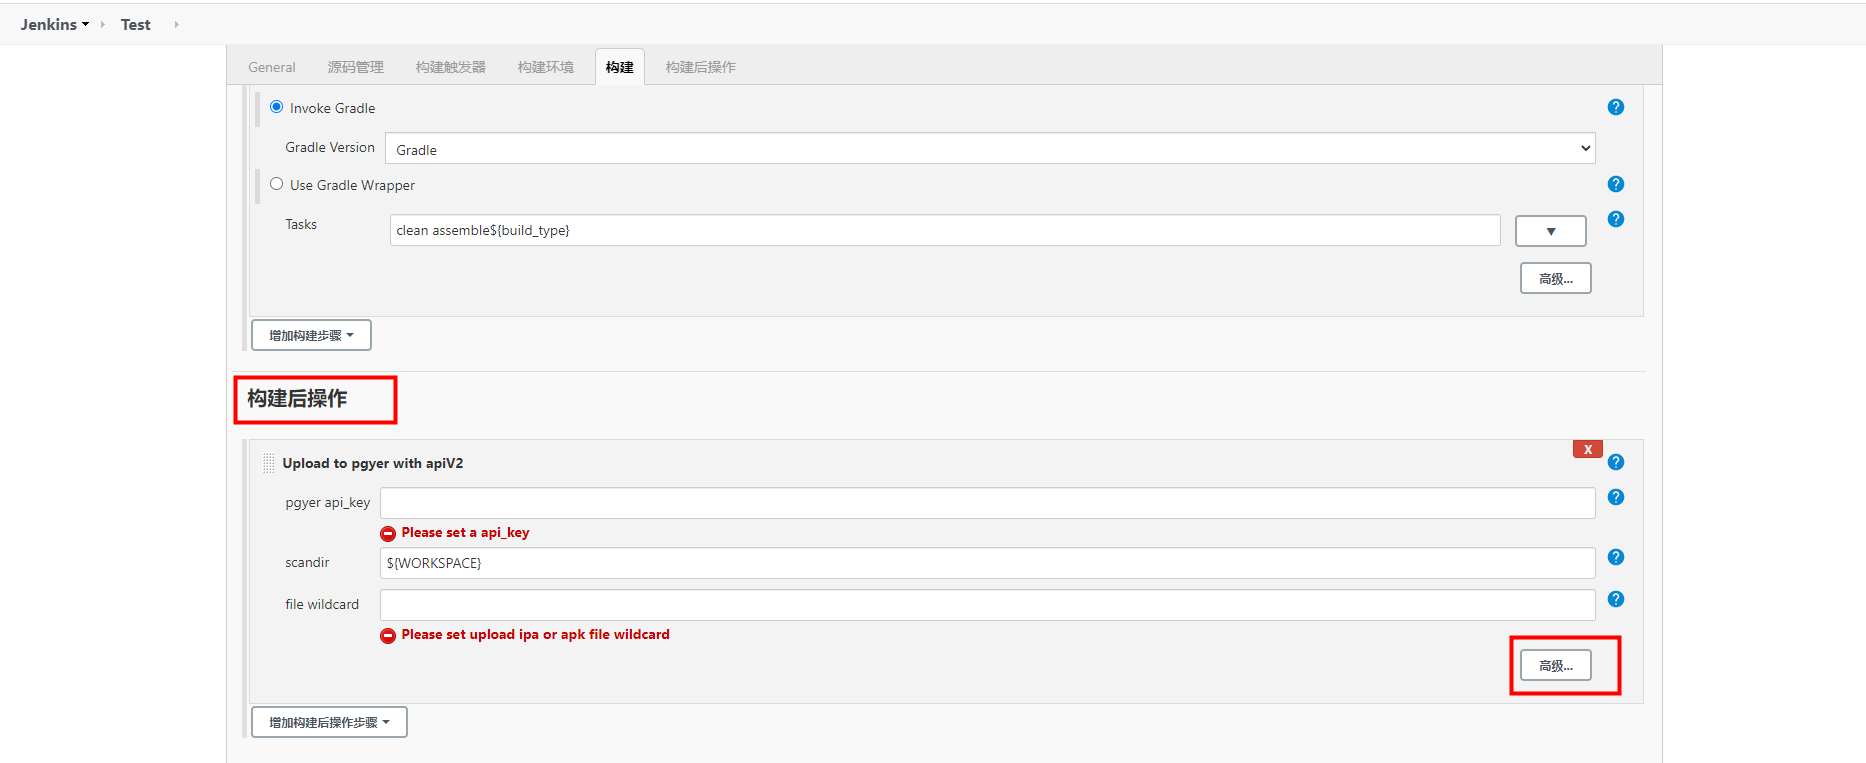 Jenkins Test
General 源码管理 构建触发器 构建环境 构建 构建后操作
Invoke Gradle
Gradle Version Gradle
Use Gradle Wrapper
Tasks clean assemble${build_type} ▼
高级...
增加构建步骤
构建后操作
X
Upload to pgyer with apiV2
pgyer api_key
Please set a api_key
scandir ${WORKSPACE}
file wildcard
Please set upload ipa or apk file wildcard
高级...
增加构建后操作步骤